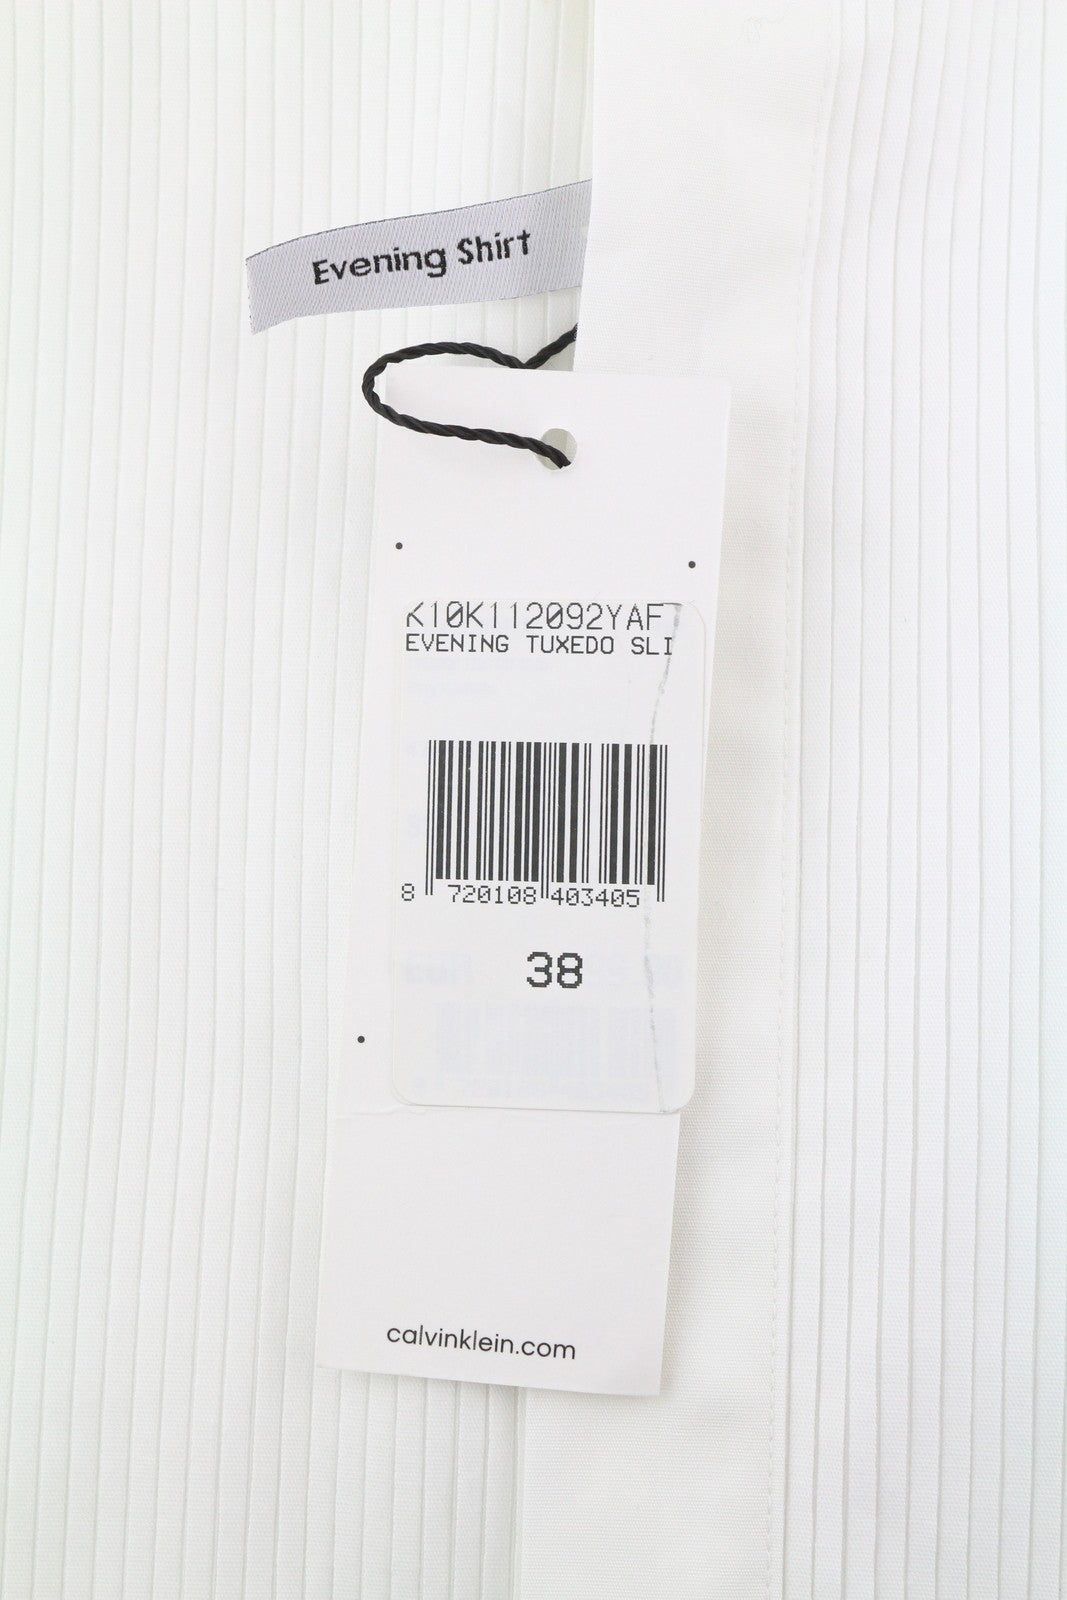 Evening Shirt
K10K112092YAF
EVENING TUXEDO SLI
8 720108 403405
38
calvinklein.com